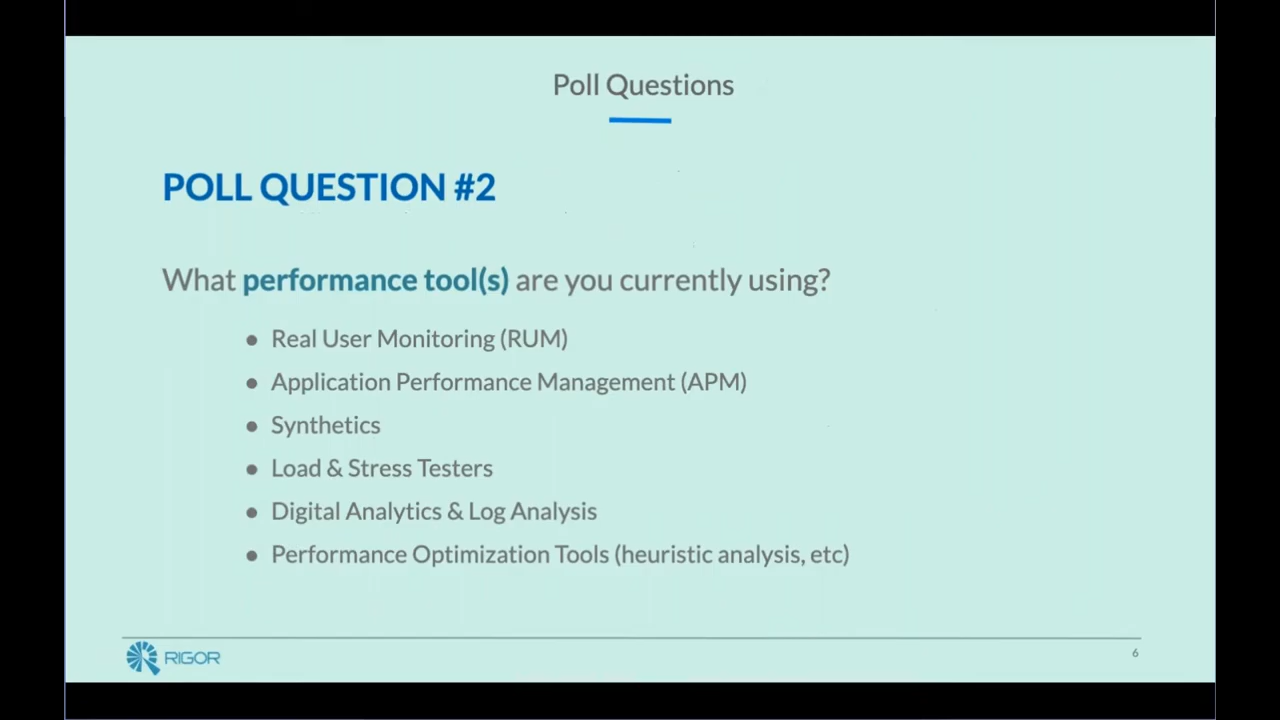 Poll Questions
POLL QUESTION #2
What performance tool(s) are you currently using?
● Real User Monitoring (RUM)
● Application Performance Management (APM)
● Synthetics
● Load & Stress Testers
● Digital Analytics & Log Analysis
● Performance Optimization Tools (heuristic analysis, etc)
RIGOR
6